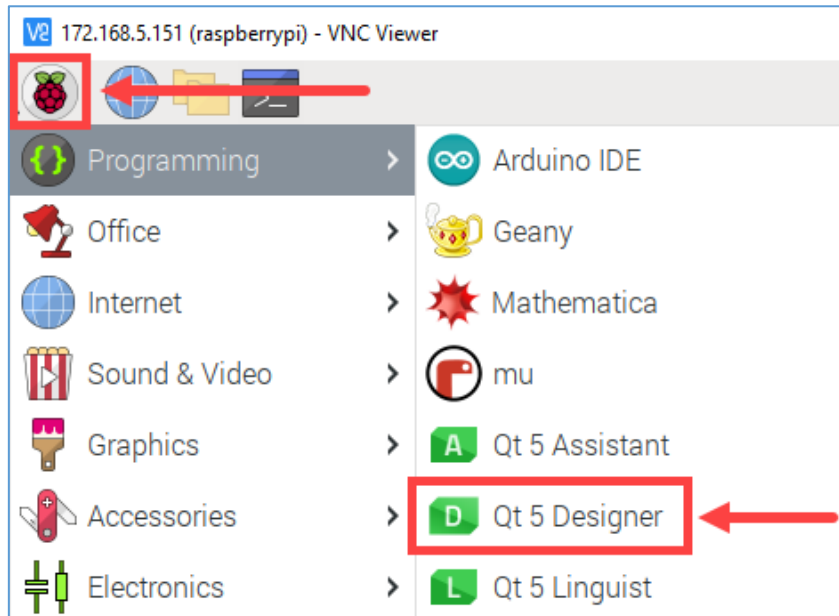 172.168.5.151 (raspberrypi) - VNC Viewer
Programming
Office
Internet
Sound & Video
Graphics
Accessories
Electronics
Arduino IDE
Geany
Mathematica
mu
A Qt 5 Assistant
D Qt 5 Designer
L Qt 5 Linguist